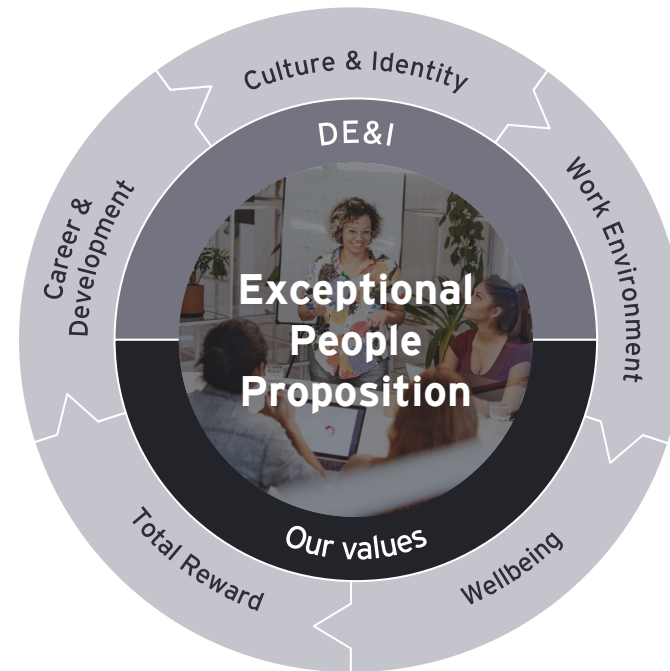 Culture & Identity
DE&I
Work Environment
Career &
Development
Exceptional
People
Proposition
Our values
Total Reward
Wellbeing